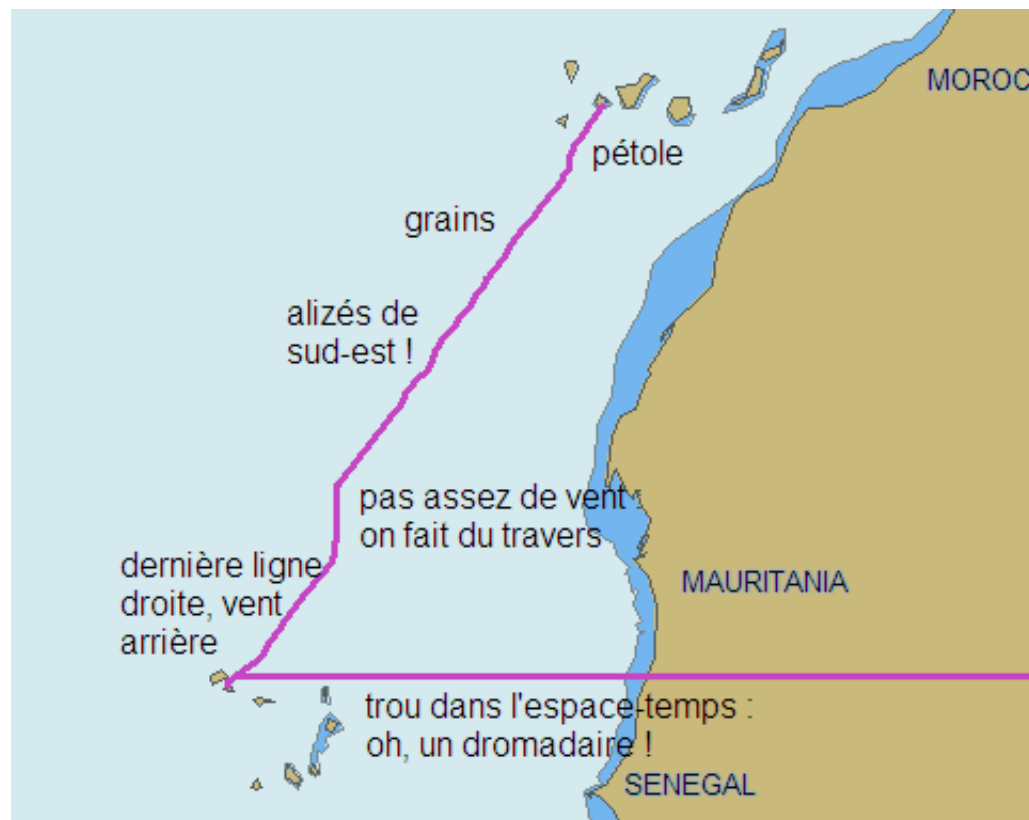 MOROC
pétole
grains
alizés de
sud-est !
pas assez de vent :
on fait du travers
dernière ligne
droite, vent
arrière
MAURITANIA
trou dans l'espace-temps :
oh, un dromadaire !
SENEGAL